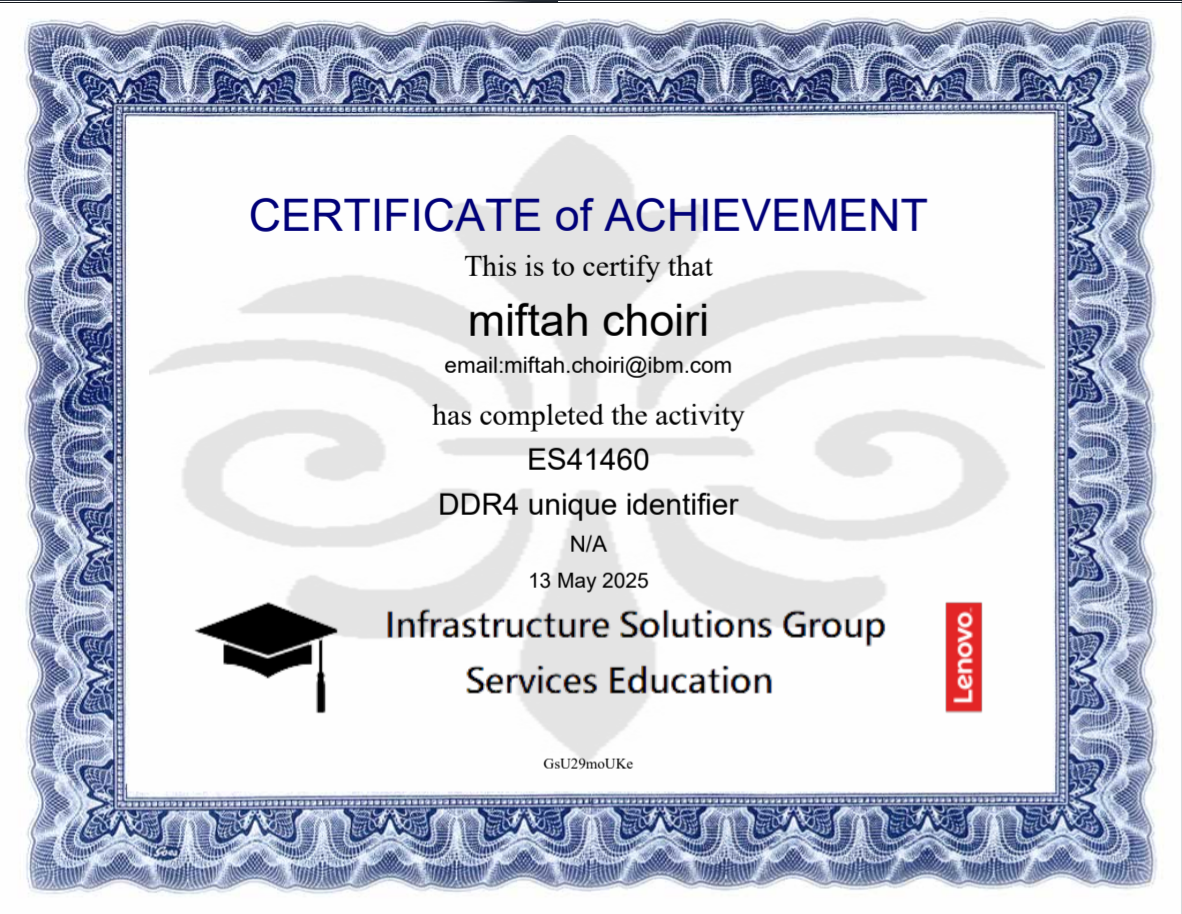 CERTIFICATE of ACHIEVEMENT
This is to certify that
miftah choiri
email:miftah.choiri@ibm.com
has completed the activity
ES41460
DDR4 unique identifier
N/A
13 May 2025
Infrastructure Solutions Group
Services Education
Lenovo.
GsU29moUKe